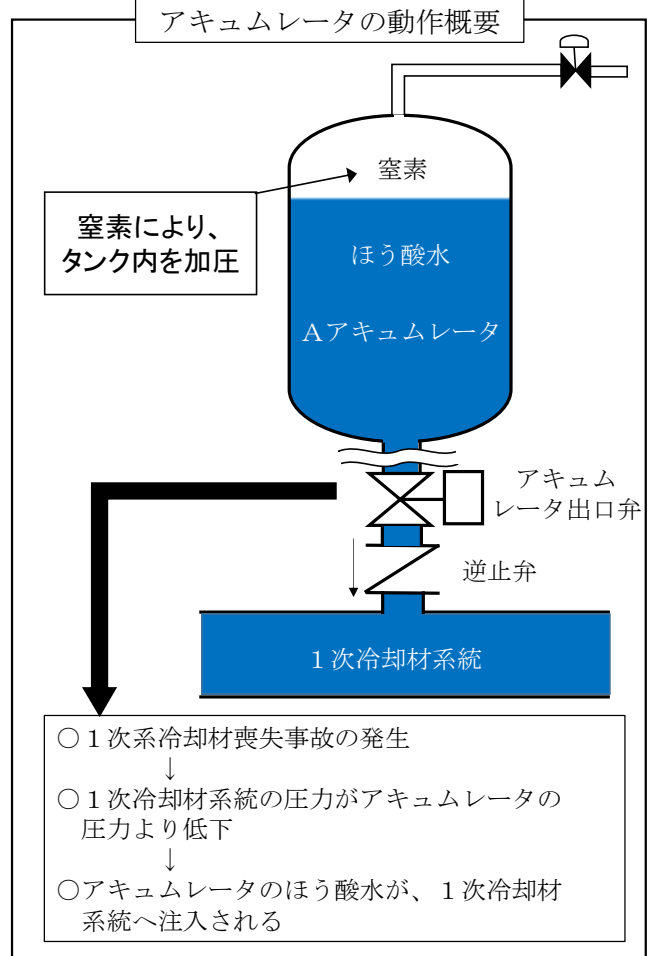 アキュムレータの動作概要
窒素
窒素により、
タンク内を加圧
ほう酸水
Aアキュムレータ
アキュム
レータ出口弁
逆止弁
１次冷却材系統
○１次系冷却材喪失事故の発生
↓
○１次冷却材系統の圧力がアキュムレータの
圧力より低下
↓
○アキュムレータのほう酸水が、１次冷却材
系統へ注入される